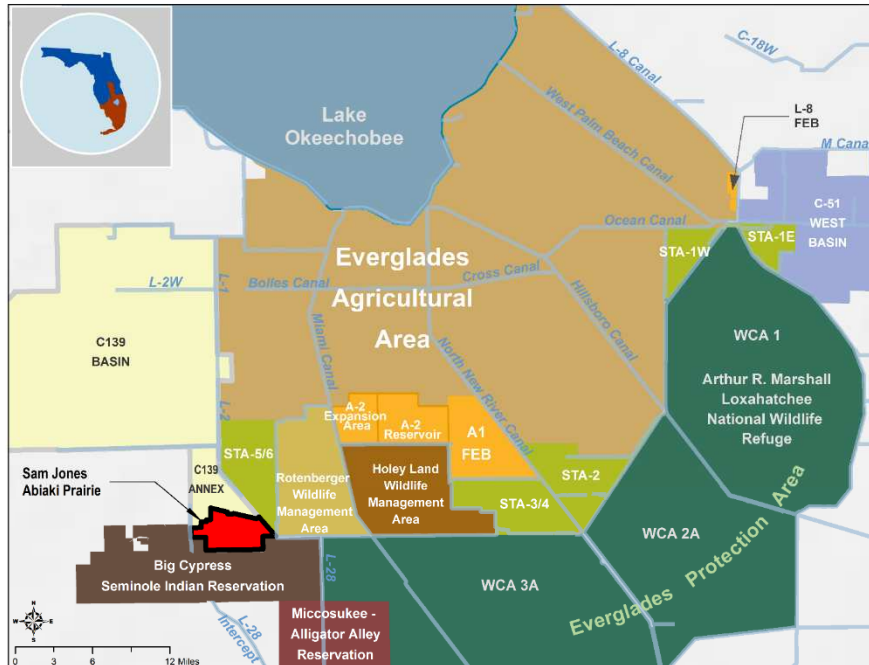 L-8 Canal
C-18W
Lake
Okeechobee
West Palm Beach Canal
L-8
FEB
M Canal
C-51
WEST
BASIN
Ocean Canal
STA-1W
STA-1E
Everglades
Agricultural
Area
L-2W
L-1
Bolles Canal
Cross Canal
Miami Canal
Hillsboro Canal
North New River Canal
C139
BASIN
WCA 1
Arthur R. Marshall
Loxahatchee
National Wildlife
Refuge
L-2
A-2
Expansion
Area
A-2
Reservoir
A1
FEB
STA-5/6
Sam Jones
Abiaki Prairie
C139
ANNEX
Rotenberger
Wildlife
Management
Area
Holey Land
Wildlife
Management
Area
STA-2
STA-3/4
WCA 2A
Everglades Protection Area
Big Cypress
Seminole Indian Reservation
L-28
WCA 3A
Miccosukee -
Alligator Alley
Reservation
L-28
Intercept
N
W
E
S
0 3 6 12 Miles